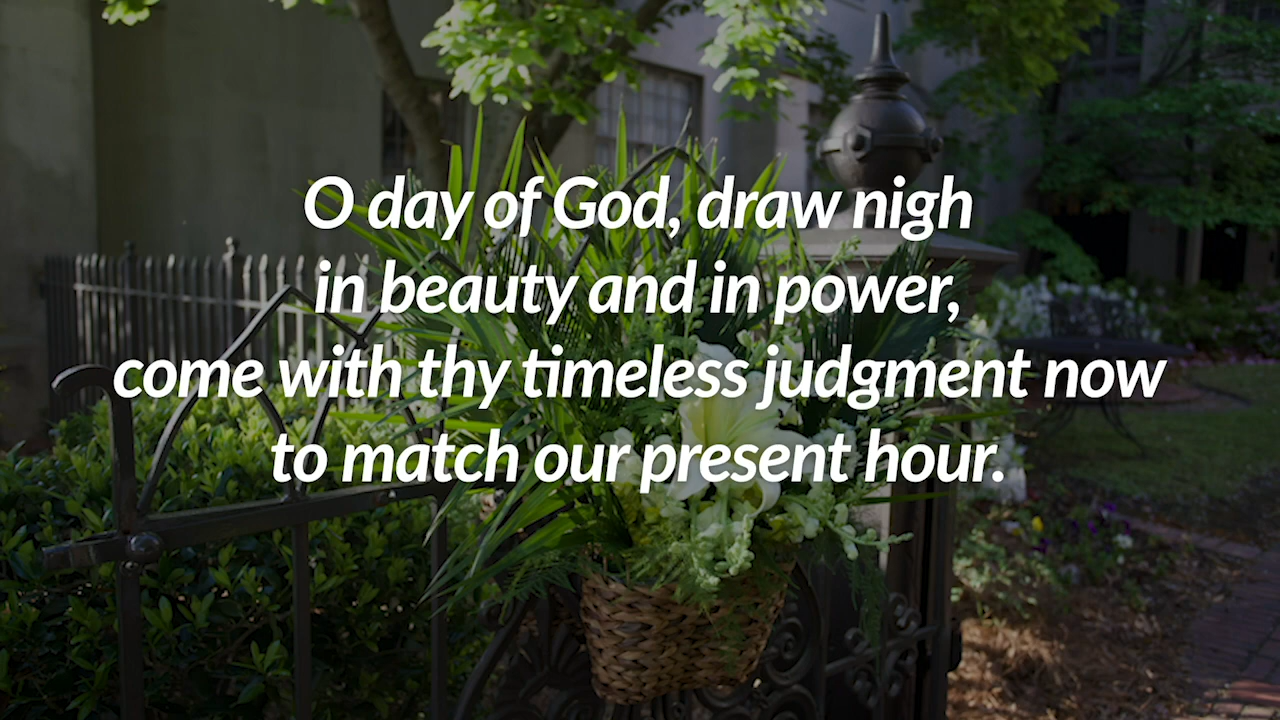 O day of God, draw nigh
in beauty and in power,
come with thy timeless judgment now
to match our present hour.